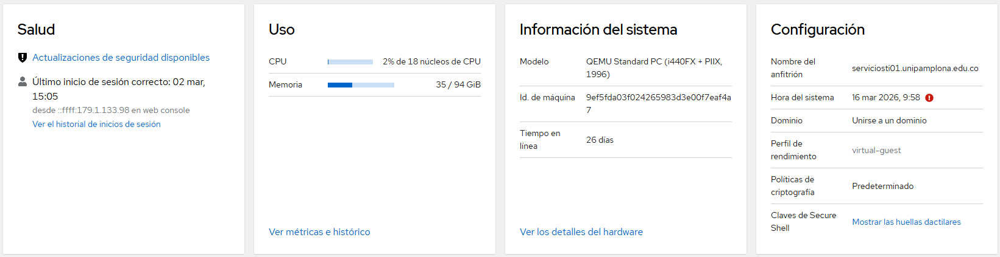 Salud
Actualizaciones de seguridad disponibles
Último inicio de sesión correcto: 02 mar,
15:05
desde ::ffff:179.1.133.98 en web console
Ver el historial de inicios de sesión
Uso
CPU 2% de 18 núcleos de CPU
Memoria 35 / 94 GiB
Ver métricas e histórico
Información del sistema
Modelo QEMU Standard PC (i440FX + PIIX,
1996)
Id. de máquina 9ef5fda03f024265983d3e00f7eaf4a
7
Tiempo en
línea
26 días
Ver los detalles del hardware
Configuración
Nombre del
anfitrión
serviciosti01.unipamplona.edu.co
Hora del sistema 16 mar 2026, 9:58
Dominio Unirse a un dominio
Perfil de
rendimiento
virtual-guest
Políticas de
criptografía
Predeterminado
Claves de Secure
Shell
Mostrar las huellas dactilares